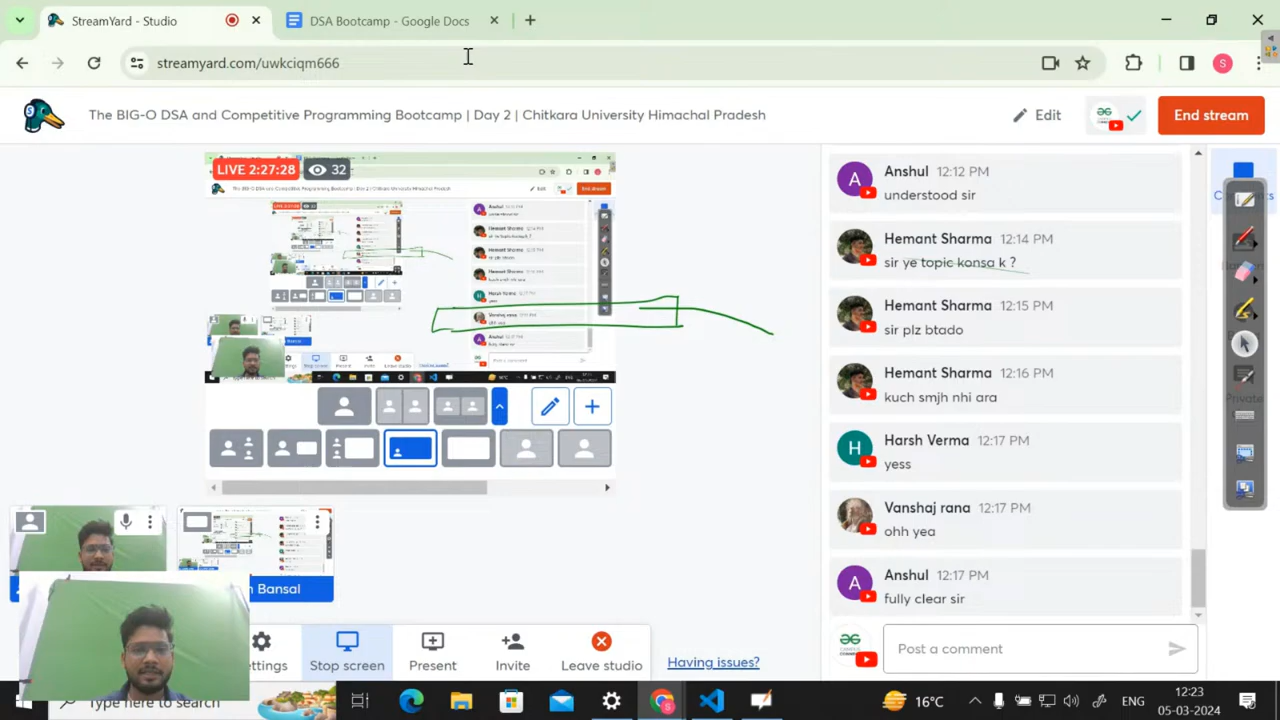 StreamYard - Studio
DSA Bootcamp - Google Docs
streamyard.com/uwkciqm666
S
The BIG-O DSA and Competitive Programming Bootcamp | Day 2 | Chitkara University Himachal Pradesh
Edit
End stream
LIVE 2:27:28
32
A
Anshul 12:12 PM
understood sir
Hemant Sharma 12:14 PM
sir ye topic konsa ?
Hemant Sharma 12:15 PM
sir plz btado
Hemant Sharma 12:16 PM
kuch smjh nhi ara
H
Harsh Verma 12:17 PM
yess
Vanshaj rana 12:17 PM
ohh yea
A
Anshul 12:17 PM
fully clear sir
Private
Bansal
Stop screen
Present
Invite
Leave studio
Having issues?
Post a comment
Type here to search
16°C
ENG
12:23
05-03-2024